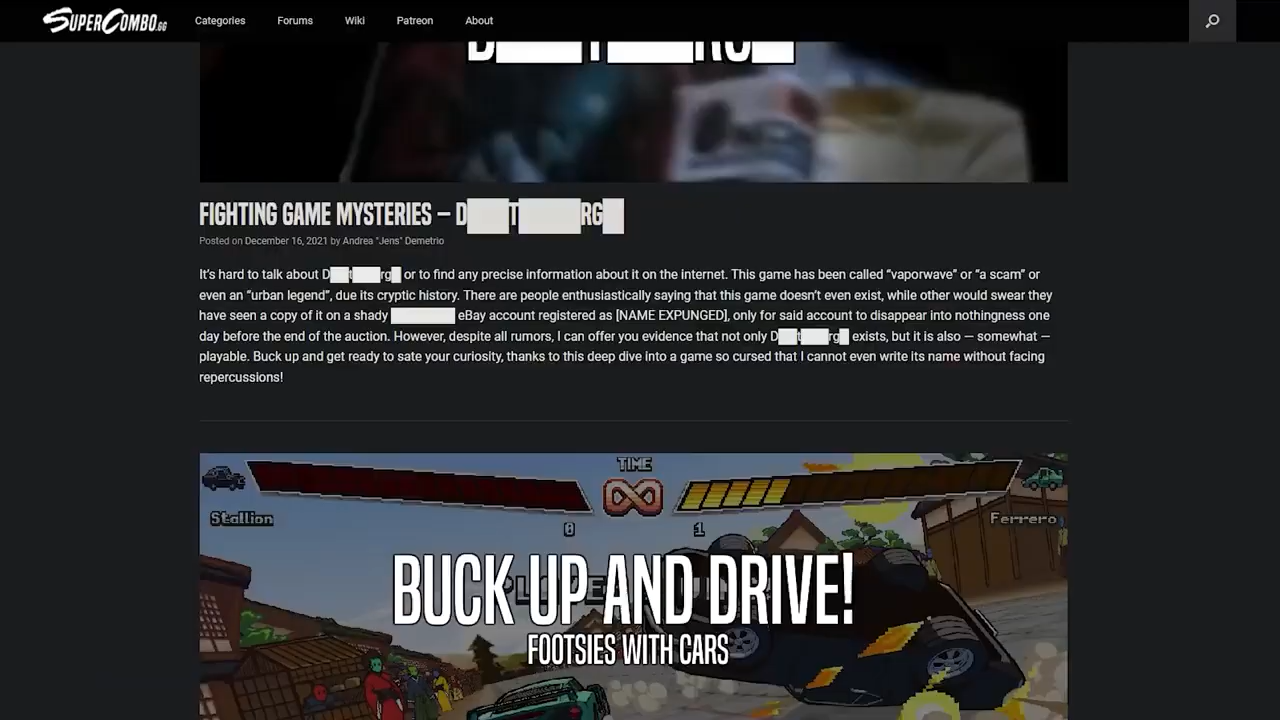 SUPERCOMBO.GG
Categories Forums Wiki Patreon About
FIGHTING GAME MYSTERIES – D██T███RG█
Posted on December 16, 2021 by Andrea "Jens" Demetrio
It's hard to talk about D██t███rg█ or to find any precise information about it on the internet. This game has been called “vaporwave” or “a scam” or
even an “urban legend”, due its cryptic history. There are people enthusiastically saying that this game doesn't even exist, while other would swear they
have seen a copy of it on a shady ███████ eBay account registered as [NAME EXPUNGED], only for said account to disappear into nothingness one
day before the end of the auction. However, despite all rumors, I can offer you evidence that not only D██t███rg█ exists, but it is also — somewhat —
playable. Buck up and get ready to sate your curiosity, thanks to this deep dive into a game so cursed that I cannot even write its name without facing
repercussions!
TIME
Stallion
Ferrero
0 1
BUCK UP AND DRIVE!
FOOTSIES WITH CARS